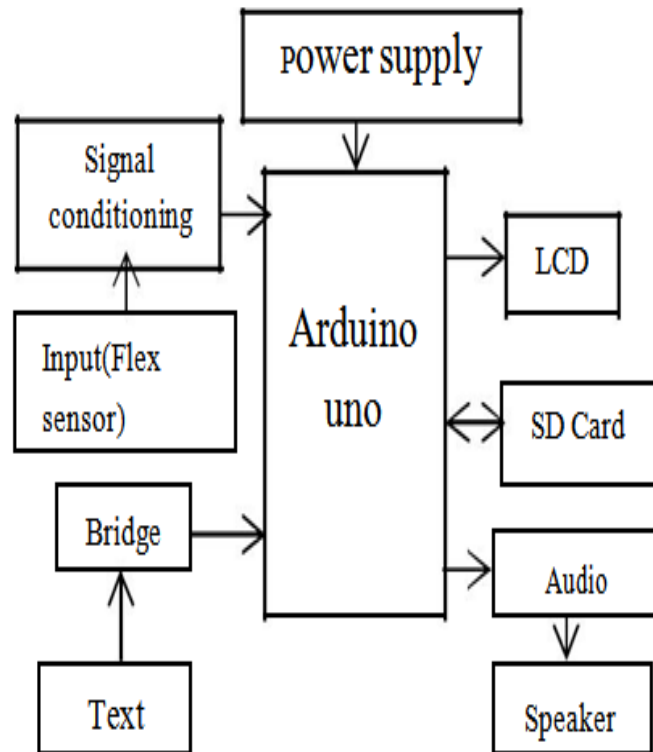 Power supply
Signal
conditioning
Input(Flex
sensor)
Arduino
uno
LCD
SD Card
Bridge
Audio
Text
Speaker